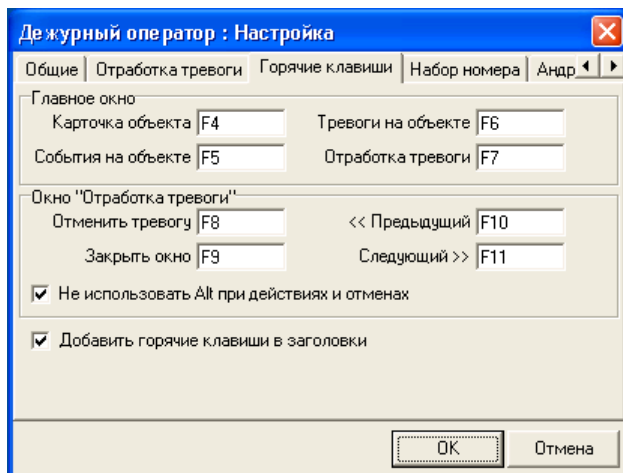 Дежурный оператор : Настройка
Общие Отработка тревоги Горячие клавиши Набор номера Андр
Главное окно
Карточка объекта F4 Тревоги на объекте F6
События на объекте F5 Отработка тревоги F7
Окно "Отработка тревоги"
Отменить тревогу F8 << Предыдущий F10
Закрыть окно F9 Следующий >> F11
Не использовать Alt при действиях и отменах
Добавить горячие клавиши в заголовки
OK Отмена